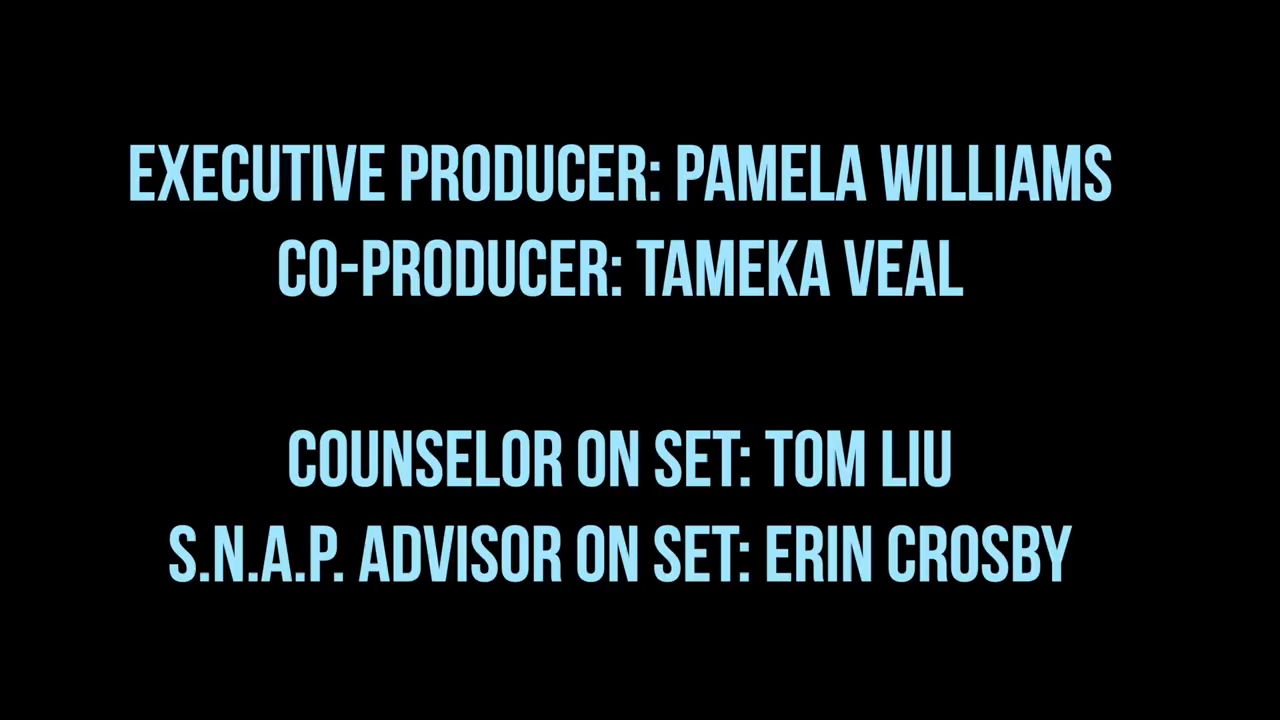 EXECUTIVE PRODUCER: PAMELA WILLIAMS
CO-PRODUCER: TAMEKA VEAL
COUNSELOR ON SET: TOM LIU
S.N.A.P. ADVISOR ON SET: ERIN CROSBY